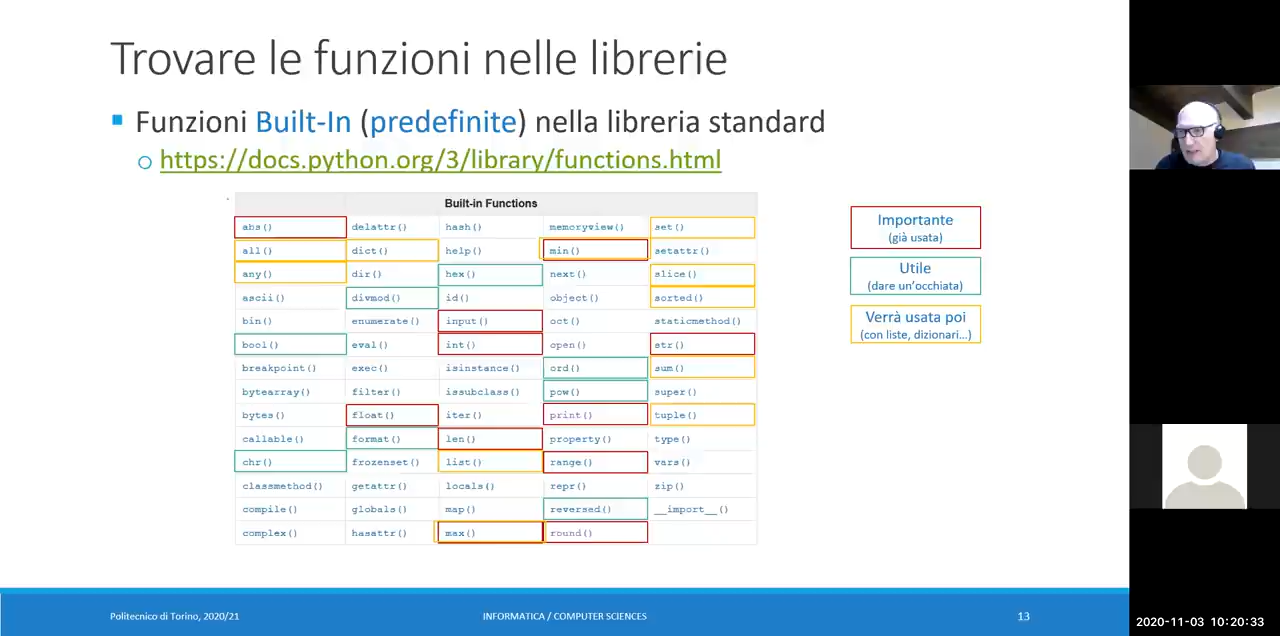 Trovare le funzioni nelle librerie
Funzioni Built-In (predefinite) nella libreria standard
https://docs.python.org/3/library/functions.html
Built-in Functions
abs() delattr() hash() memoryview() set()
all() dict() help() min() setattr()
any() dir() hex() next() slice()
ascii() divmod() id() object() sorted()
bin() enumerate() input() oct() staticmethod()
bool() eval() int() open() str()
breakpoint() exec() isinstance() ord() sum()
bytearray() filter() issubclass() pow() super()
bytes() float() iter() print() tuple()
callable() format() len() property() type()
chr() frozenset() list() range() vars()
classmethod() getattr() locals() repr() zip()
compile() globals() map() reversed() __import__()
complex() hasattr() max() round()
Importante
(già usata)
Utile
(dare un'occhiata)
Verrà usata poi
(con liste, dizionari...)
Politecnico di Torino, 2020/21 INFORMATICA / COMPUTER SCIENCES 13
2020-11-03 10:20:33